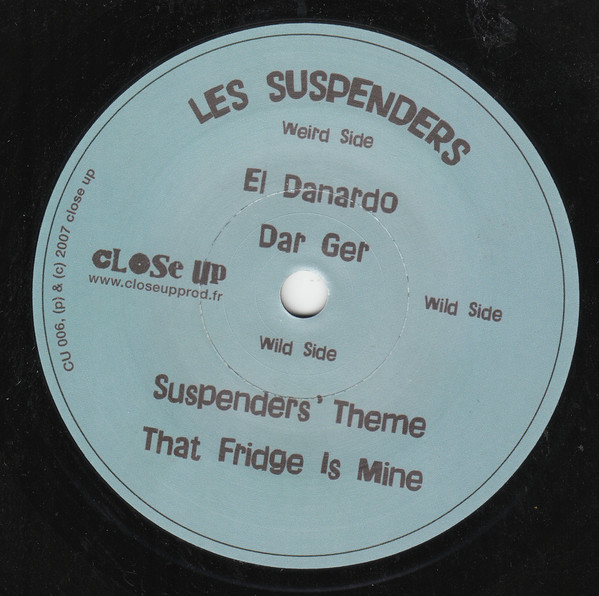 LES SUSPENDERS
Weird Side
El Danardo
Dar Ger
cLOSe uP
www.closeupprod.fr
CU 006, (p) & (c) 2007 close up
Wild Side
Wild Side
Suspenders' Theme
That Fridge Is Mine